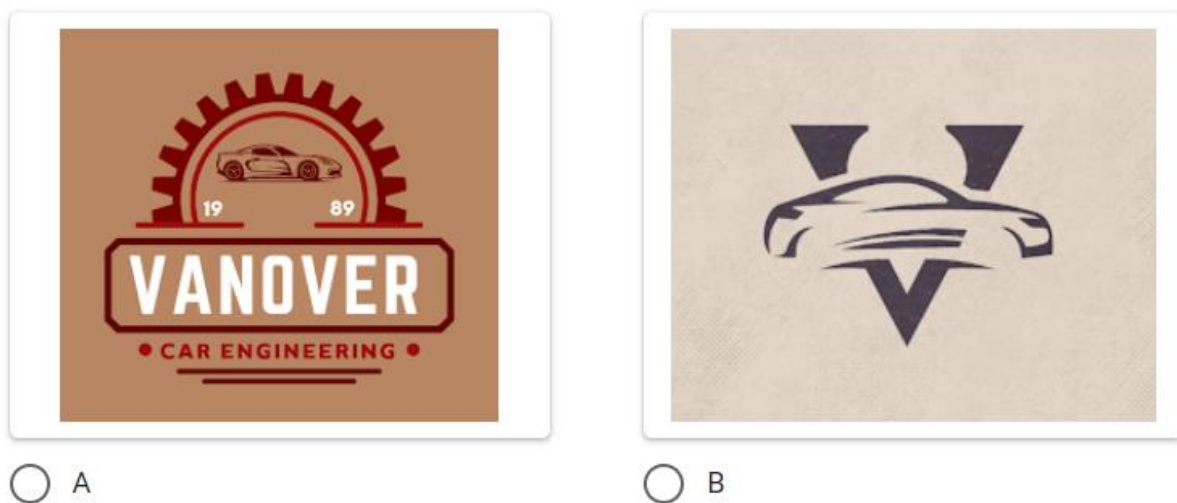 19 89
VANOVER
• CAR ENGINEERING •
V
A
B